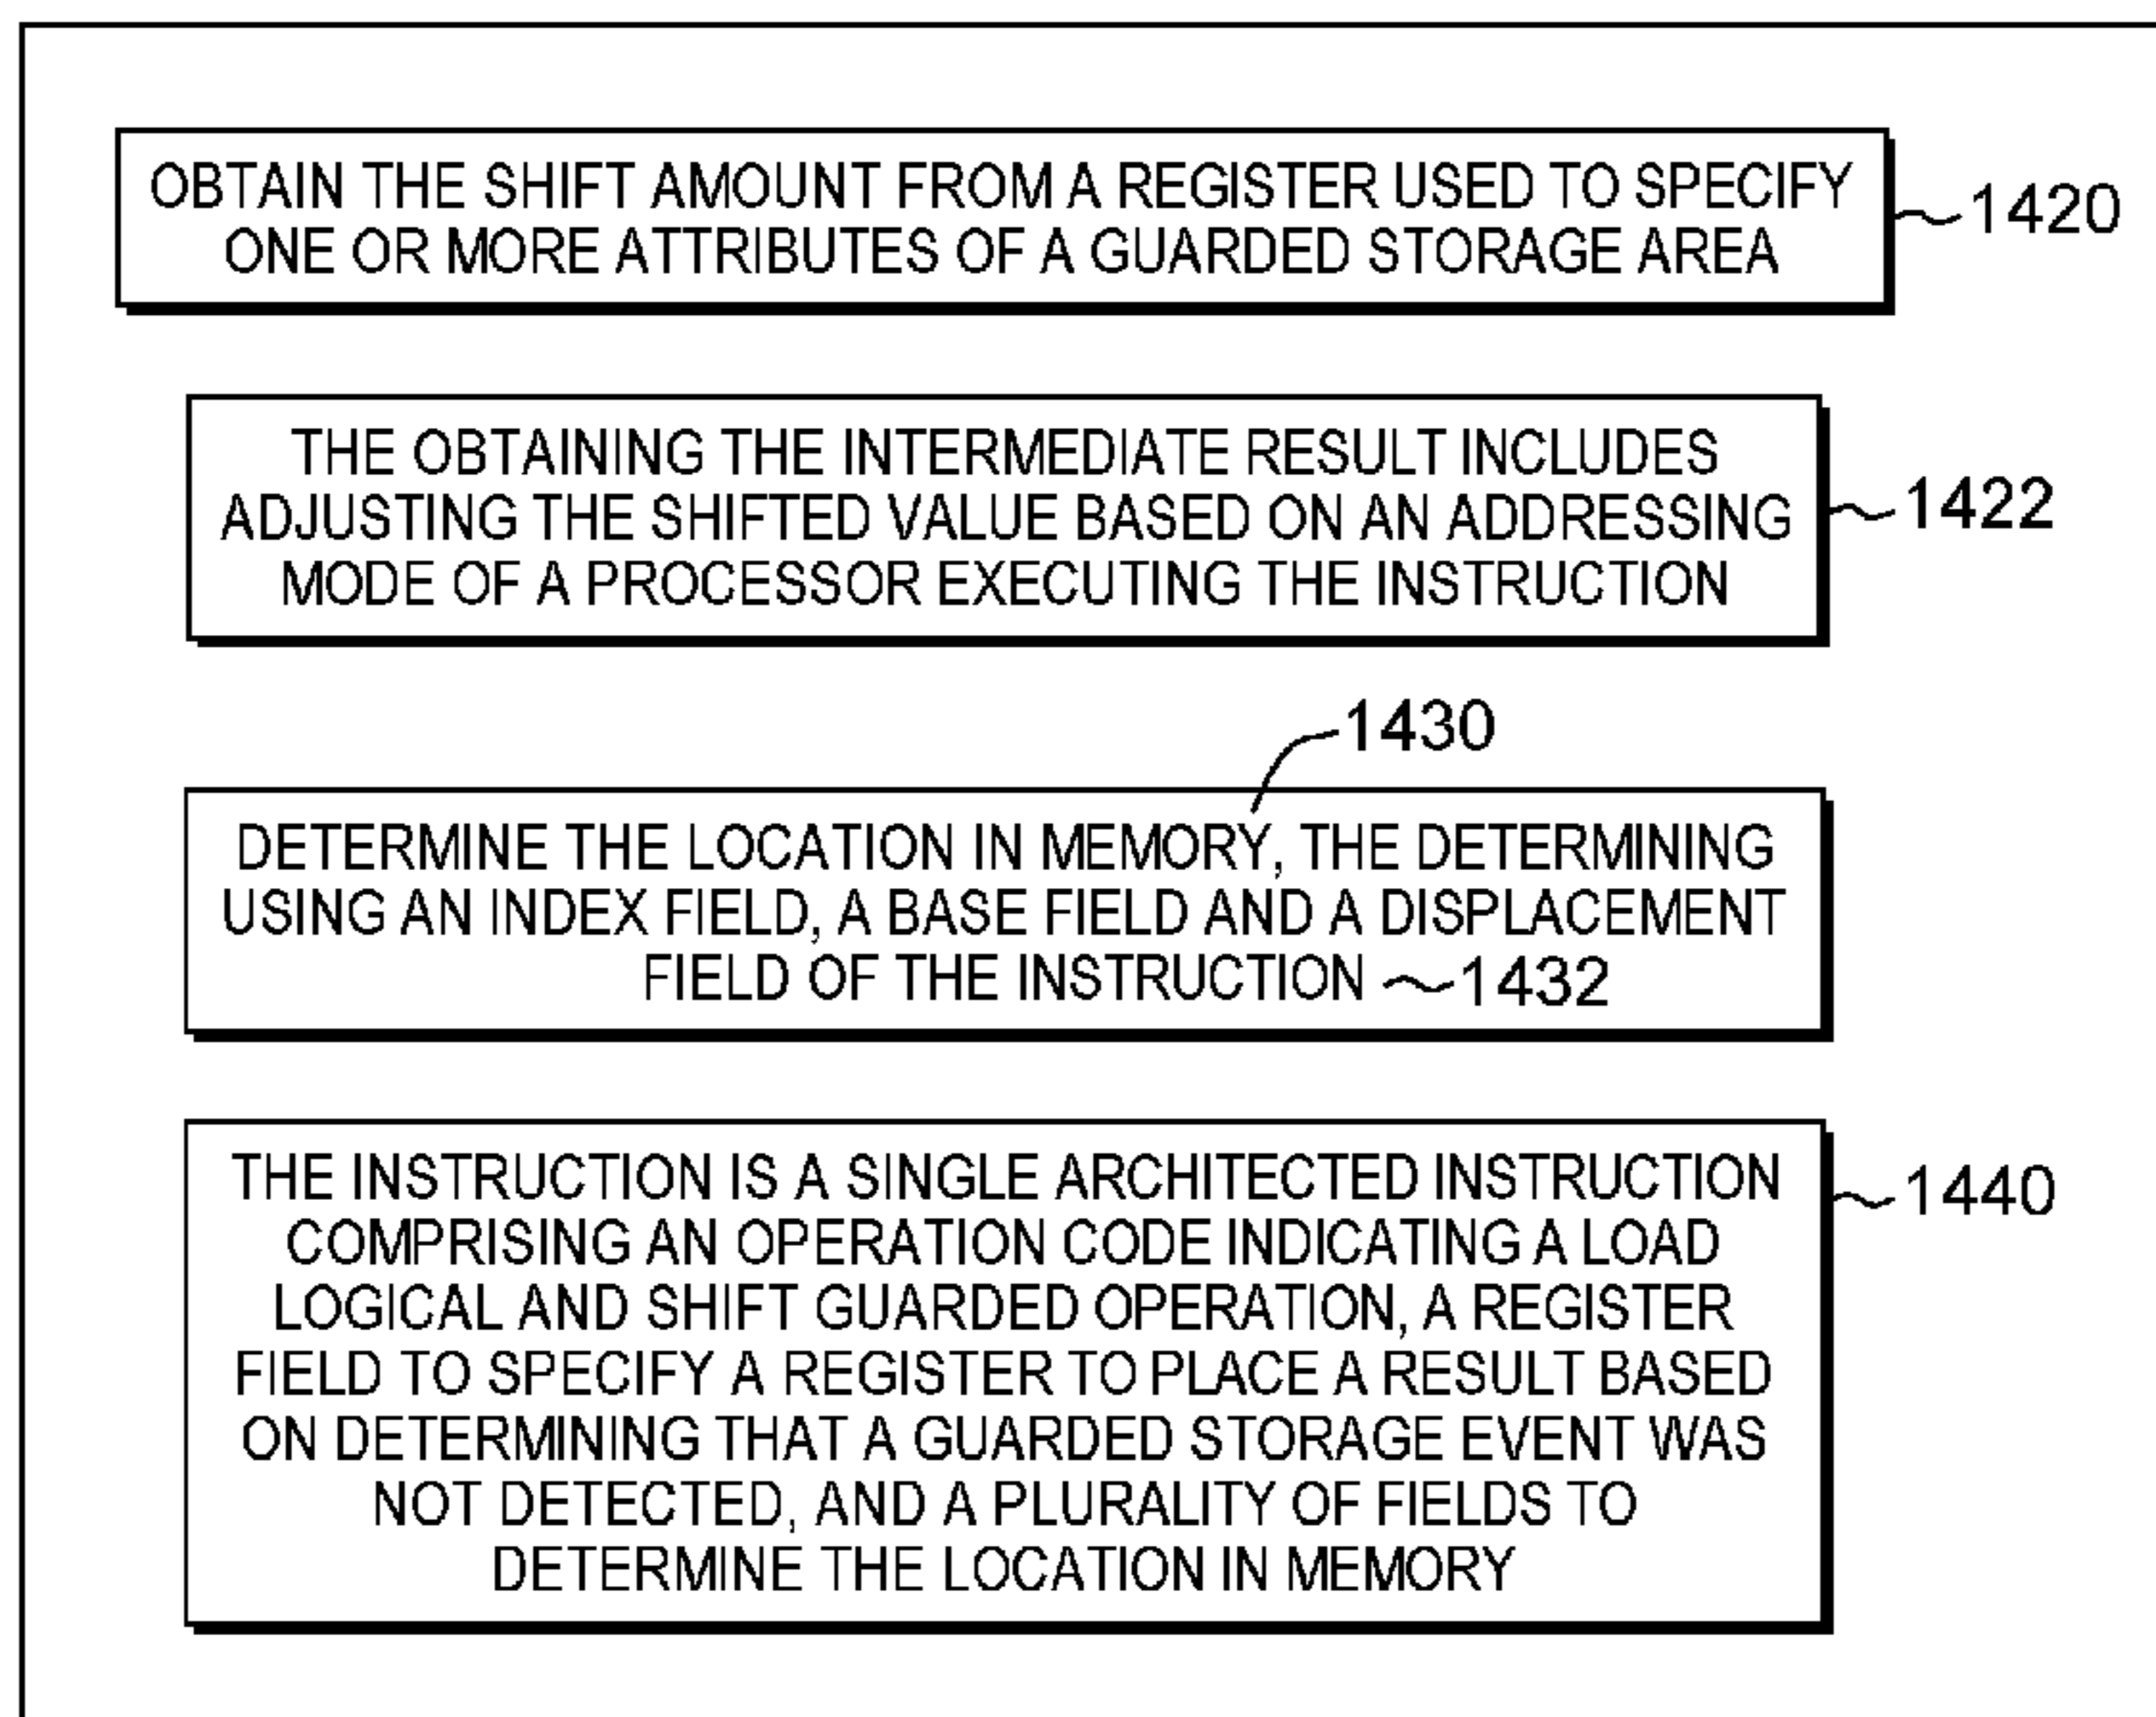 OBTAIN THE SHIFT AMOUNT FROM A REGISTER USED TO SPECIFY
ONE OR MORE ATTRIBUTES OF A GUARDED STORAGE AREA
1420
THE OBTAINING THE INTERMEDIATE RESULT INCLUDES
ADJUSTING THE SHIFTED VALUE BASED ON AN ADDRESSING
MODE OF A PROCESSOR EXECUTING THE INSTRUCTION
1422
1430
DETERMINE THE LOCATION IN MEMORY, THE DETERMINING
USING AN INDEX FIELD, A BASE FIELD AND A DISPLACEMENT
FIELD OF THE INSTRUCTION 1432
THE INSTRUCTION IS A SINGLE ARCHITECTED INSTRUCTION
COMPRISING AN OPERATION CODE INDICATING A LOAD
LOGICAL AND SHIFT GUARDED OPERATION, A REGISTER
FIELD TO SPECIFY A REGISTER TO PLACE A RESULT BASED
ON DETERMINING THAT A GUARDED STORAGE EVENT WAS
NOT DETECTED, AND A PLURALITY OF FIELDS TO
DETERMINE THE LOCATION IN MEMORY
1440